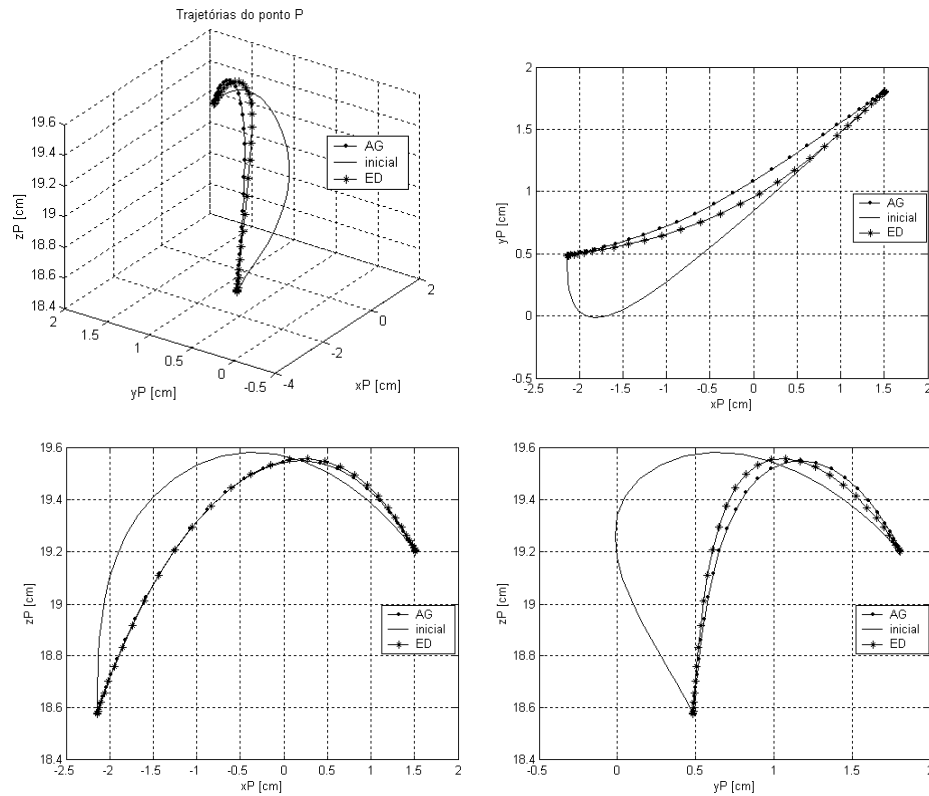 Trajetórias do ponto P
19.6
19.4
19.2
19
18.8
18.6
18.4
zP [cm]
2
1.5
1
0.5
0
-0.5
yP [cm]
-4
-2
0
2
xP [cm]
AG
inicial
ED
2
1.5
1
0.5
0
-0.5
yP [cm]
-2.5
-2
-1.5
-1
-0.5
0
0.5
1
1.5
2
xP [cm]
AG
inicial
ED
19.6
19.4
19.2
19
18.8
18.6
18.4
zP [cm]
-2.5
-2
-1.5
-1
-0.5
0
0.5
1
1.5
2
xP [cm]
AG
inicial
ED
19.6
19.4
19.2
19
18.8
18.6
18.4
zP [cm]
-0.5
0
0.5
1
1.5
2
yP [cm]
AG
inicial
ED